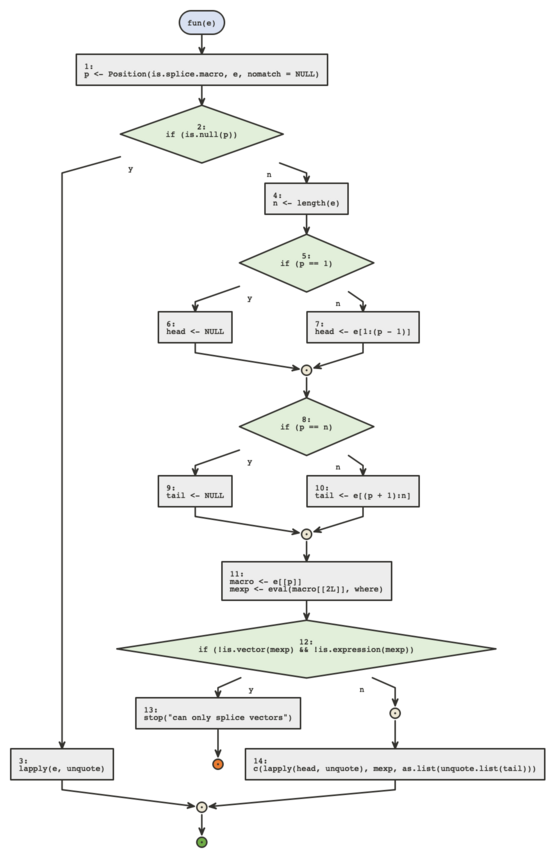 fun(e)
1:
p <- Position(is.splice.macro, e, nomatch = NULL)
2:
if (is.null(p))
y
n
4:
n <- length(e)
5:
if (p == 1)
y
n
6:
head <- NULL
7:
head <- e[1:(p - 1)]
8:
if (p == n)
y
n
9:
tail <- NULL
10:
tail <- e[(p + 1):n]
11:
macro <- e[[p]]
mexp <- eval(macro[[2L]], where)
12:
if (!is.vector(mexp) && !is.expression(mexp))
y
n
13:
stop("can only splice vectors")
3:
lapply(e, unquote)
14:
c(lapply(head, unquote), mexp, as.list(unquote.list(tail)))